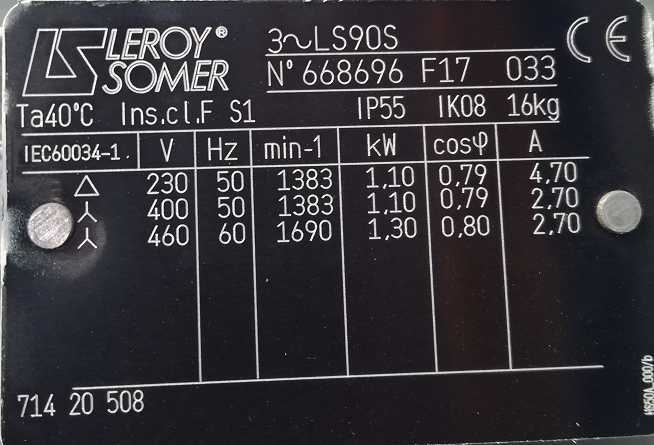 LEROY®
SOMER
3~LS90S
N° 668696 F17 033
CE
Ta40°C Ins.cl.F S1 IP55 IK08 16kg
IEC60034-1. V Hz min-1 kW cosφ A
△ 230 50 1383 1,10 0,79 4,70
⅄ 400 50 1383 1,10 0,79 2,70
⅄ 460 60 1690 1,30 0,80 2,70
714 20 508